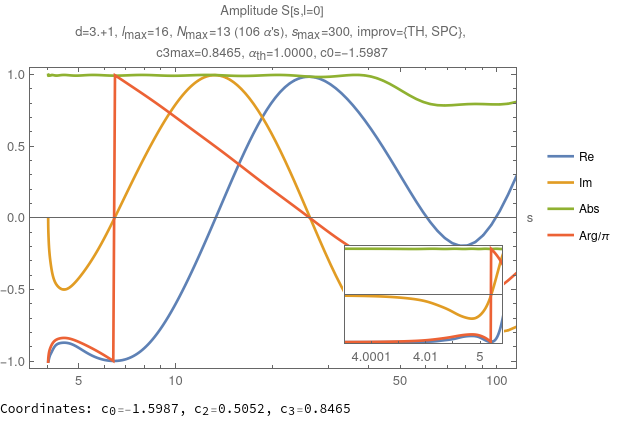 Amplitude S[s,l=0]
d=3.+1, lmax=16, Nmax=13 (106 α's), smax=300, improv={TH, SPC},
c3max=0.8465, αth=1.0000, c0=-1.5987
1.0
0.5
0.0
-0.5
-1.0
5
10
50
100
s
4.0001
4.01
5
Re
Im
Abs
Arg/π
Coordinates: c0=-1.5987, c2=0.5052, c3=0.8465